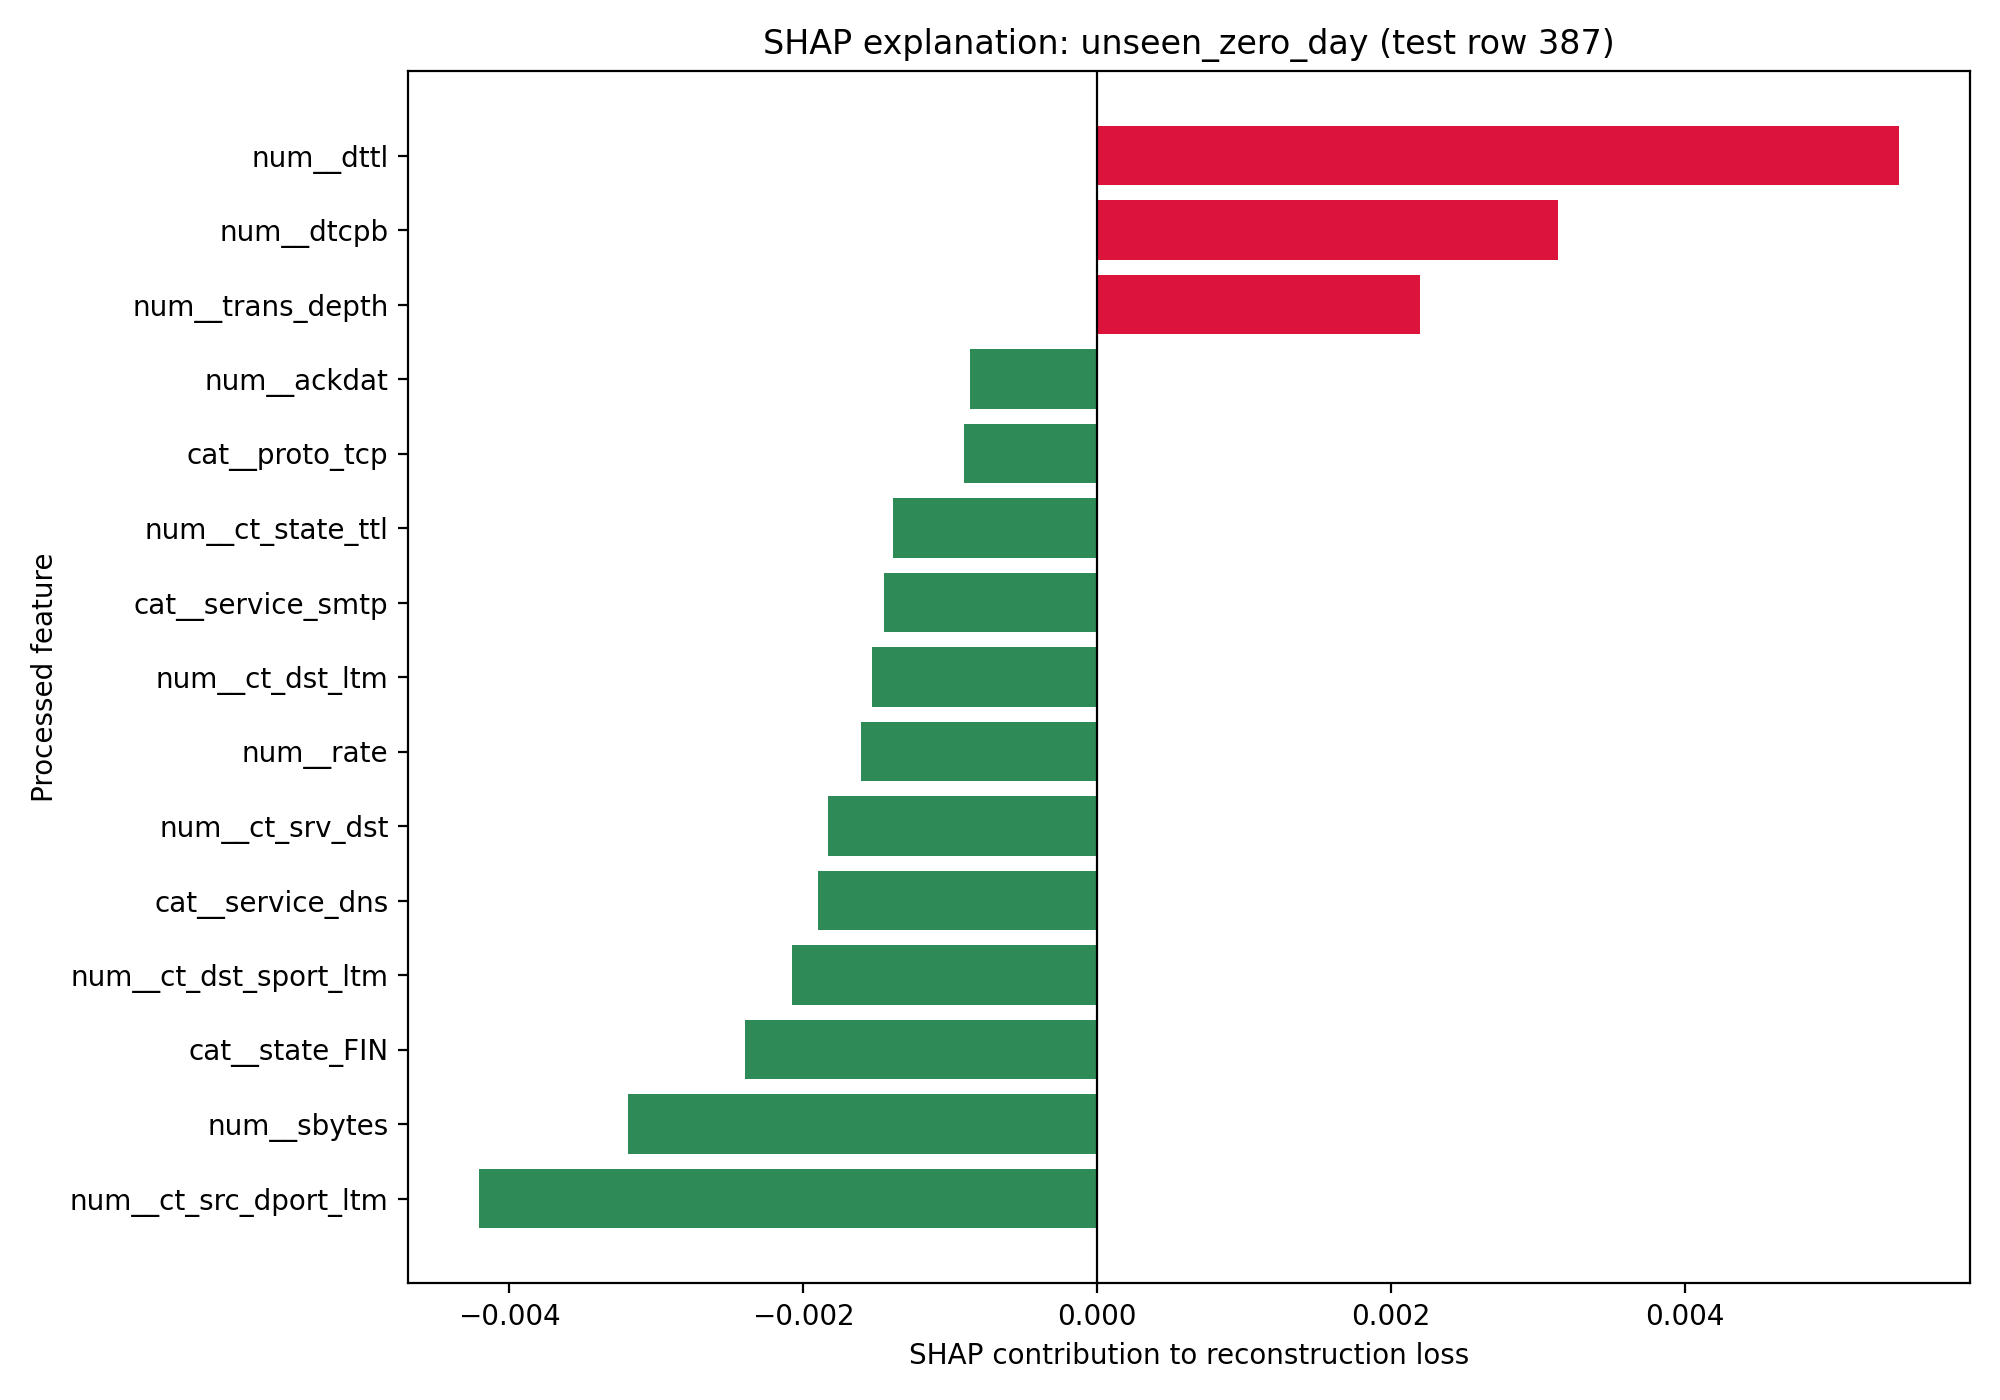 SHAP explanation: unseen_zero_day (test row 387)
num__dttl
num__dtcpb
num__trans_depth
num__ackdat
cat__proto_tcp
num__ct_state_ttl
cat__service_smtp
num__ct_dst_ltm
num__rate
num__ct_srv_dst
cat__service_dns
num__ct_dst_sport_ltm
cat__state_FIN
num__sbytes
num__ct_src_dport_ltm
Processed feature
−0.004 −0.002 0.000 0.002 0.004
SHAP contribution to reconstruction loss